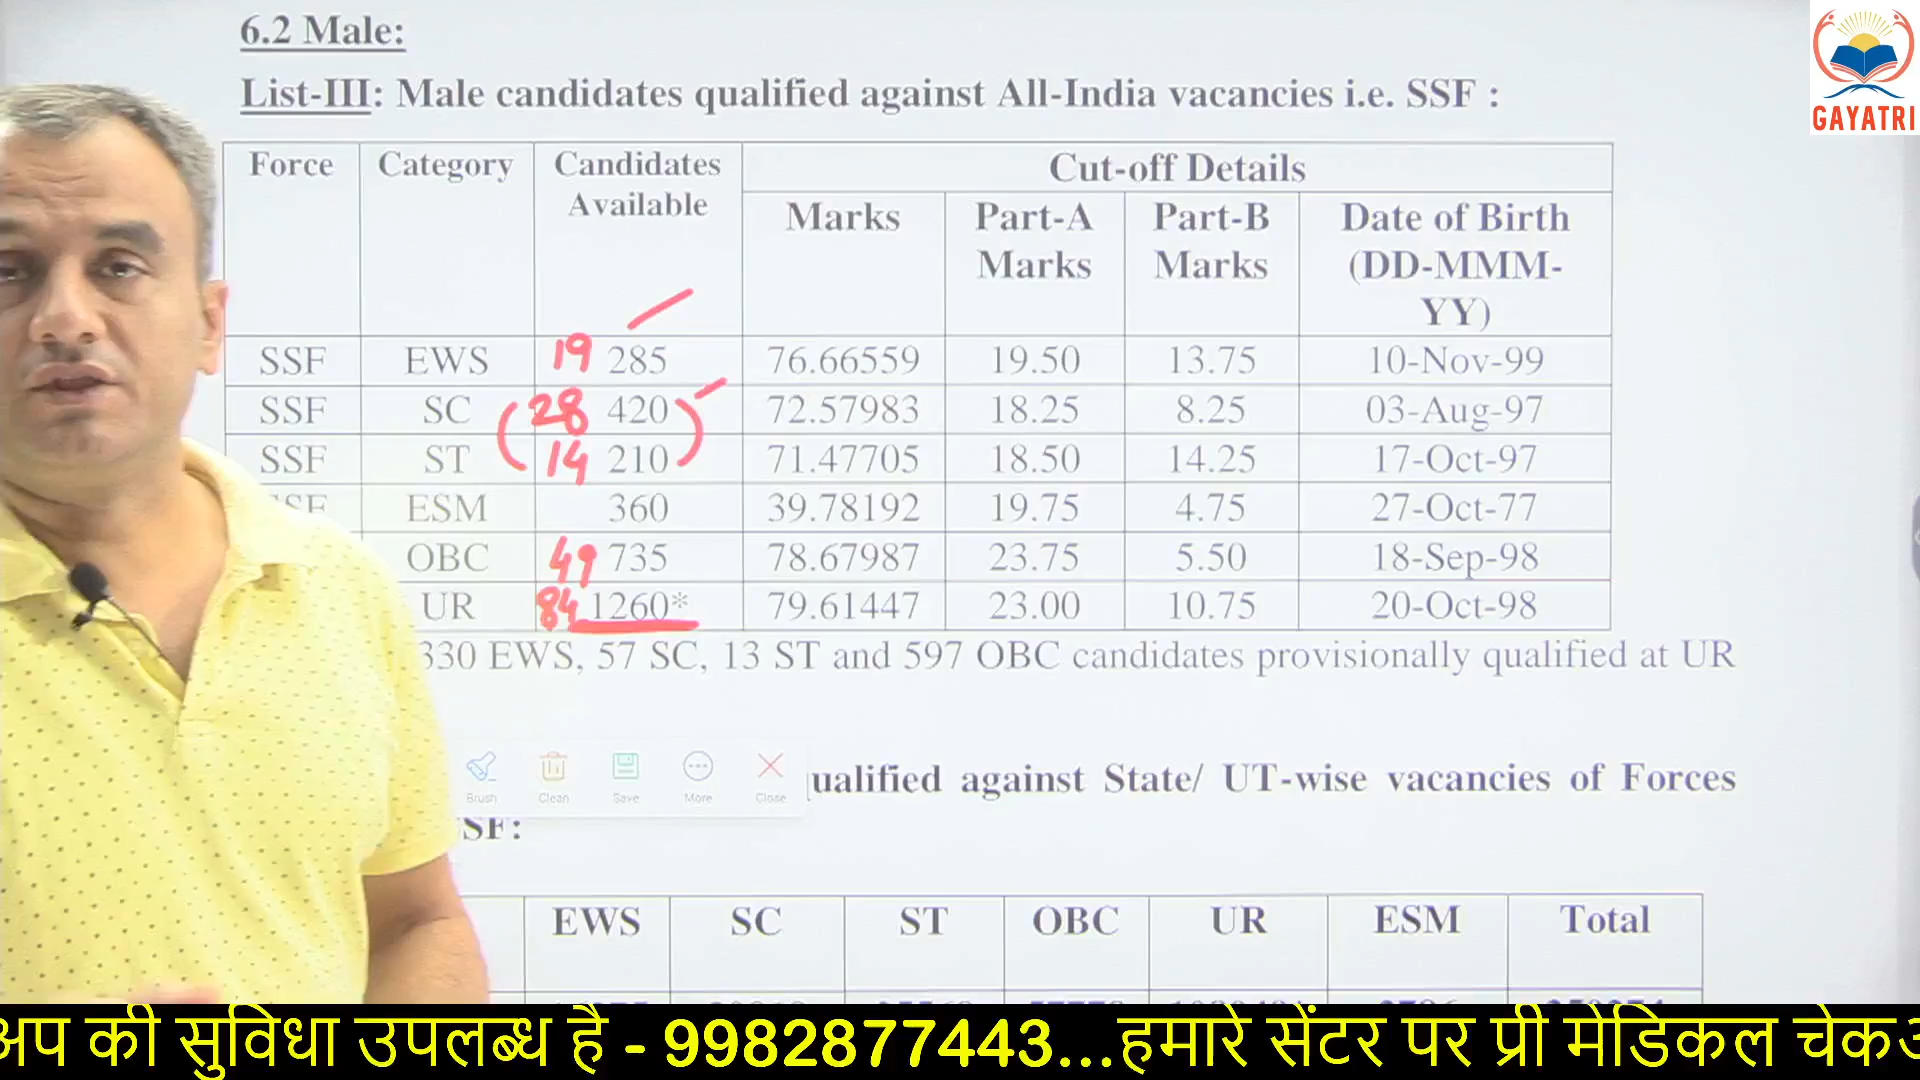 6.2 Male:
List-III: Male candidates qualified against All-India vacancies i.e. SSF :
GAYATRI
Force Category Candidates Available Cut-off Details
Marks Part-A Marks Part-B Marks Date of Birth (DD-MMM-YY)
SSF EWS 19 285 76.66559 19.50 13.75 10-Nov-99
SSF SC (28 420) 72.57983 18.25 8.25 03-Aug-97
SSF ST 14 210 71.47705 18.50 14.25 17-Oct-97
SSF ESM 360 39.78192 19.75 4.75 27-Oct-77
OBC 49 735 78.67987 23.75 5.50 18-Sep-98
UR 84 1260* 79.61447 23.00 10.75 20-Oct-98
330 EWS, 57 SC, 13 ST and 597 OBC candidates provisionally qualified at UR
Brush Clean Save More Close
ualified against State/ UT-wise vacancies of Forces
SSF:
EWS SC ST OBC UR ESM Total
अप की सुविधा उपलब्ध है - 9982877443...हमारे सेंटर पर प्री मेडिकल चेकअ